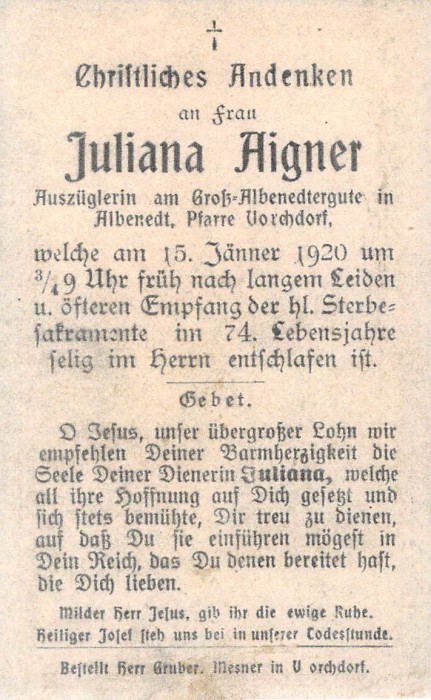 Christliches Andenken
an Frau
Juliana Aigner
Auszüglerin am Groß-Albenedtergute in
Albenedt, Pfarre Vorchdorf,
welche am 15. Jänner 1920 um
¾9 Uhr früh nach langem Leiden
u. öfteren Empfang der hl. Sterbe-
sakramente im 74. Lebensjahre
selig im Herrn entschlafen ist.
Gebet.
O Jesus, unser übergroßer Lohn wir
empfehlen Deiner Barmherzigkeit die
Seele Deiner Dienerin Juliana, welche
all ihre Hoffnung auf Dich gesetzt und
sich stets bemühte, Dir treu zu dienen,
auf daß Du sie einführen mögest in
Dein Reich, das Du denen bereitet hast,
die Dich lieben.
Milder Herr Jesus, gib ihr die ewige Ruhe.
Heiliger Josef steh uns bei in unserer Todesstunde.
Bestellt Herr Gruber, Mesner in V orchdorf.